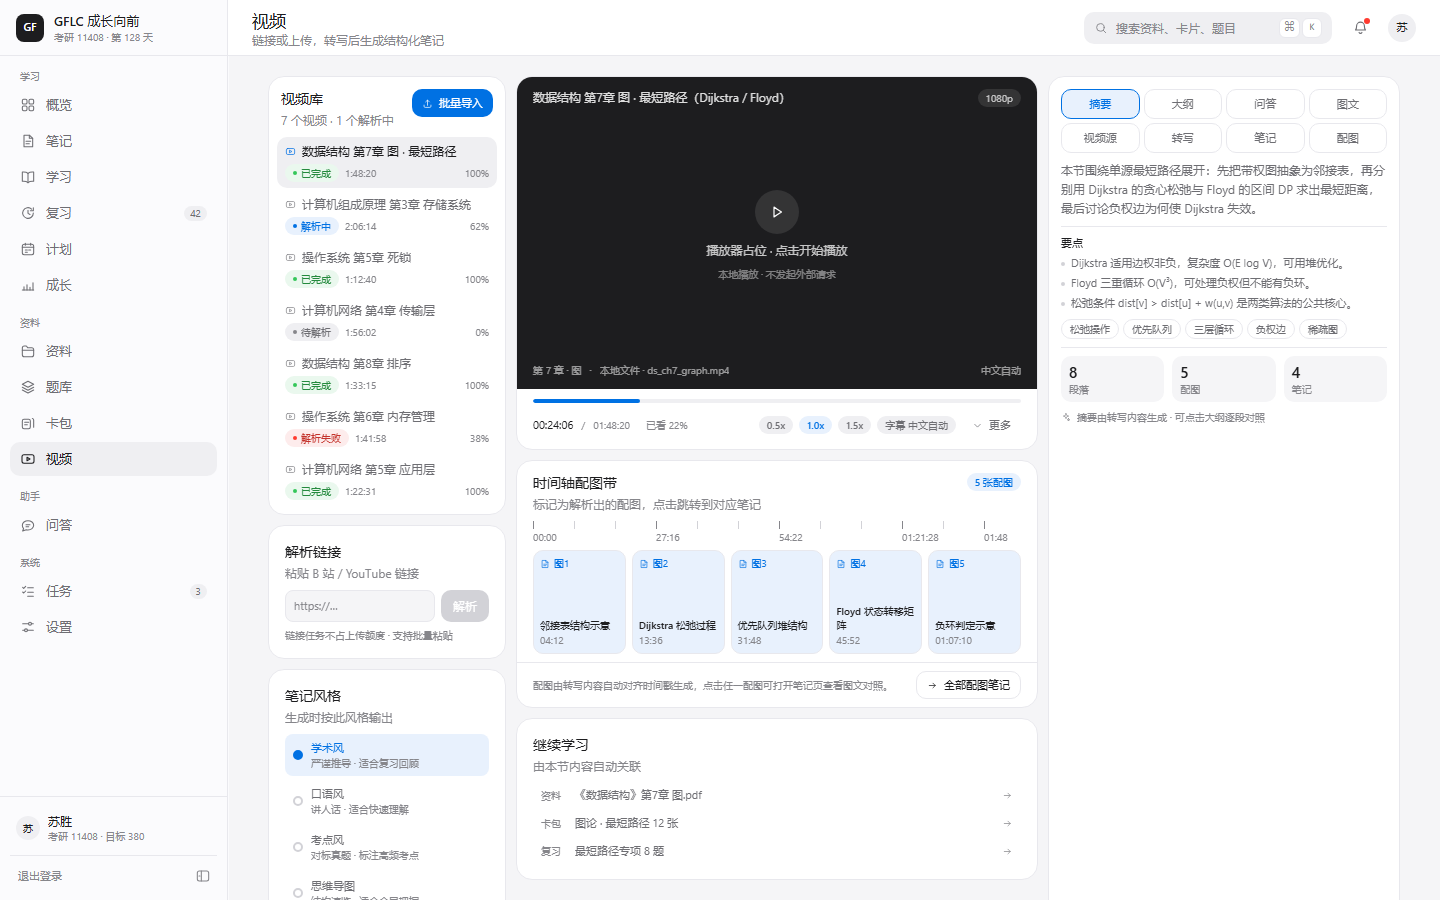 GF
GFLC 成长向前
考研 11408 · 第 128 天
学习
概览
笔记
学习
复习
42
计划
成长
资料
资料
题库
卡包
视频
助手
问答
系统
任务
3
设置
苏
苏胜
考研 11408 · 目标 380
退出登录
视频
链接或上传，转写后生成结构化笔记
搜索资料、卡片、题目
⌘
K
苏
视频库
7 个视频 · 1 个解析中
批量导入
数据结构 第7章 图 · 最短路径
已完成 1:48:20 100%
计算机组成原理 第3章 存储系统
解析中 2:06:14 62%
操作系统 第5章 死锁
已完成 1:12:40 100%
计算机网络 第4章 传输层
待解析 1:56:02 0%
数据结构 第8章 排序
已完成 1:33:15 100%
操作系统 第6章 内存管理
解析失败 1:41:58 38%
计算机网络 第5章 应用层
已完成 1:22:31 100%
解析链接
粘贴 B 站 / YouTube 链接
https://...
解析
链接任务不占上传额度 · 支持批量粘贴
笔记风格
生成时按此风格输出
学术风
严谨推导 · 适合复习回顾
口语风
讲人话 · 适合快速理解
考点风
对标真题 · 标注高频考点
思维导图
数据结构 第7章 图 · 最短路径（Dijkstra / Floyd）
1080p
播放器占位 · 点击开始播放
本地播放 · 不发起外部请求
第 7 章 · 图 · 本地文件 · ds_ch7_graph.mp4
中文自动
00:24:06 / 01:48:20 已看 22%
0.5x
1.0x
1.5x
字幕 中文自动
更多
时间轴配图带
5 张配图
标记为解析出的配图，点击跳转到对应笔记
00:00 27:16 54:22 01:21:28 01:48
图1
邻接表结构示意
04:12
图2
Dijkstra 松弛过程
13:36
图3
优先队列堆结构
31:48
图4
Floyd 状态转移矩
阵
45:52
图5
负环判定示意
01:07:10
配图由转写内容自动对齐时间戳生成，点击任一配图可打开笔记页查看图文对照。
全部配图笔记
继续学习
由本节内容自动关联
资料 《数据结构》第7章 图.pdf
卡包 图论 · 最短路径 12 张
复习 最短路径专项 8 题
摘要
大纲
问答
图文
视频源
转写
笔记
配图
本节围绕单源最短路径展开：先把带权图抽象为邻接表，再分
别用 Dijkstra 的贪心松弛与 Floyd 的区间 DP 求出最短距离，
最后讨论负权边为何使 Dijkstra 失效。
要点
Dijkstra 适用边权非负，复杂度 O(E log V)，可用堆优化。
Floyd 三重循环 O(V³)，可处理负权但不能有负环。
松弛条件 dist[v] > dist[u] + w(u,v) 是两类算法的公共核心。
松弛操作
优先队列
三层循环
负权边
稀疏图
8
段落
5
配图
4
笔记
摘要由转写内容生成 · 可点击大纲逐段对照